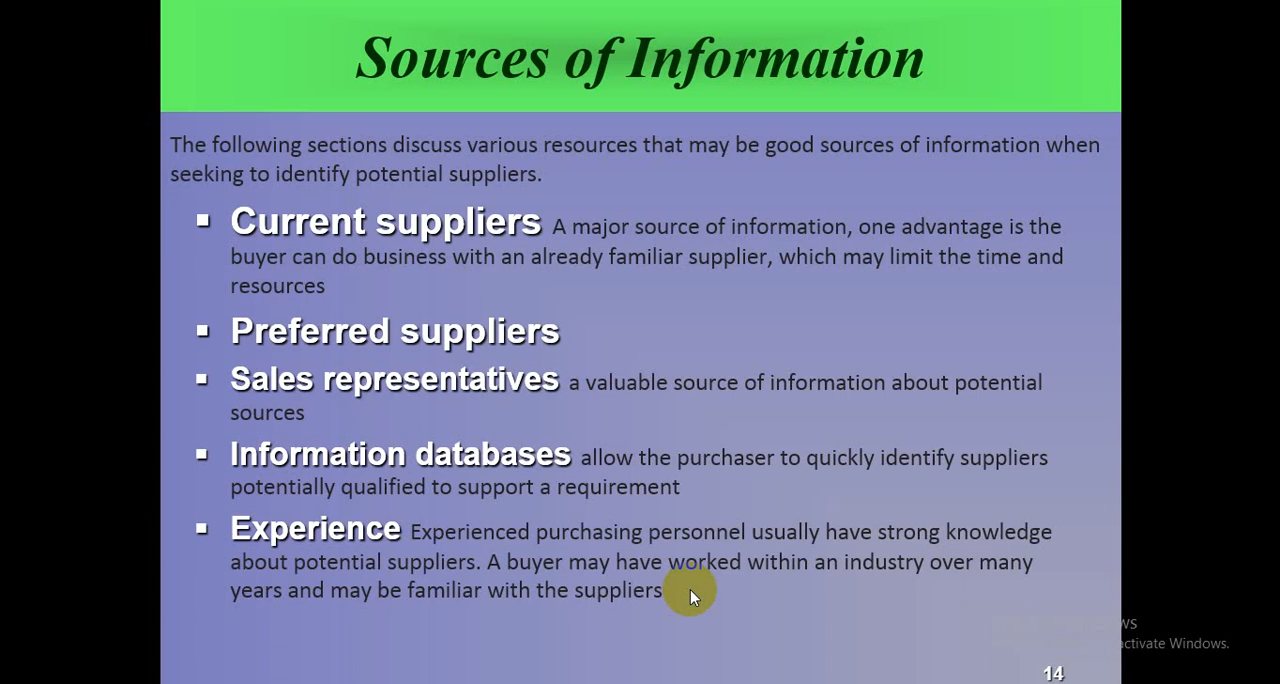 Sources of Information
The following sections discuss various resources that may be good sources of information when
seeking to identify potential suppliers.
▪ Current suppliers A major source of information, one advantage is the
buyer can do business with an already familiar supplier, which may limit the time and
resources
▪ Preferred suppliers
▪ Sales representatives a valuable source of information about potential
sources
▪ Information databases allow the purchaser to quickly identify suppliers
potentially qualified to support a requirement
▪ Experience Experienced purchasing personnel usually have strong knowledge
about potential suppliers. A buyer may have worked within an industry over many
years and may be familiar with the suppliers
Windows.
14